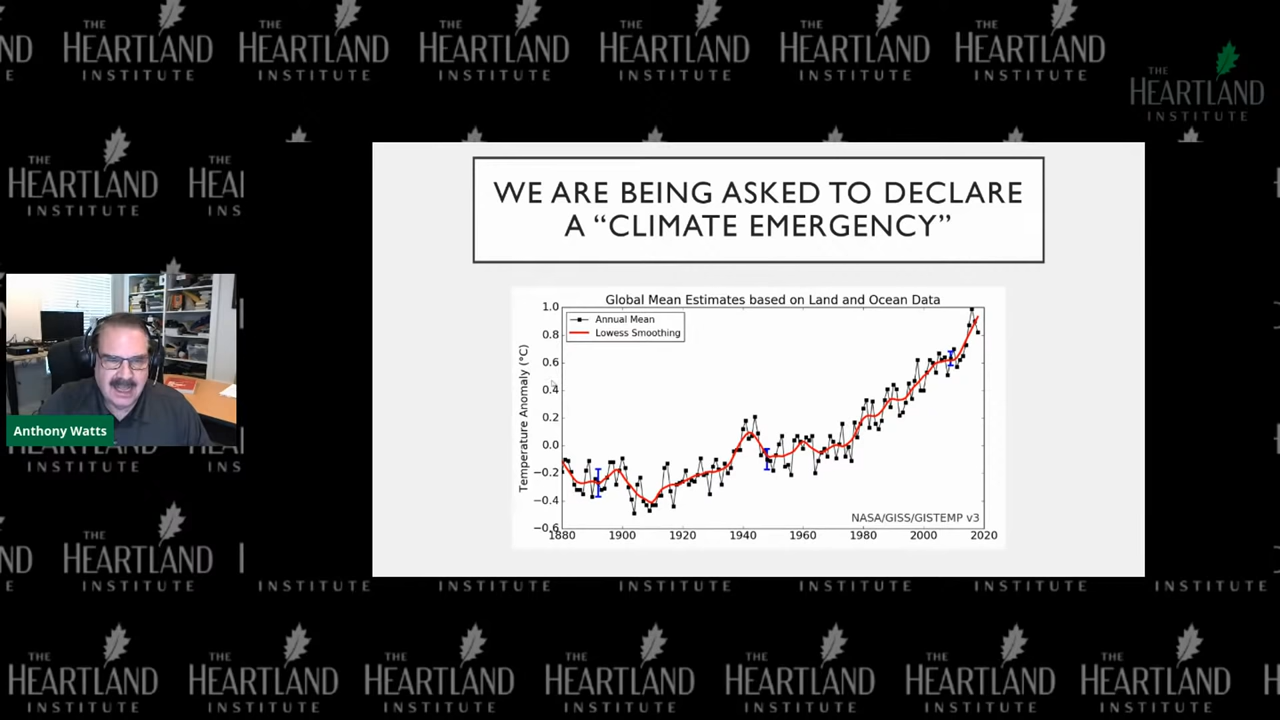 THE HEARTLAND INSTITUTE
WE ARE BEING ASKED TO DECLARE
A “CLIMATE EMERGENCY”
Global Mean Estimates based on Land and Ocean Data
Annual Mean
Lowess Smoothing
Temperature Anomaly (°C)
1.0
0.8
0.6
0.4
0.2
0.0
−0.2
−0.4
−0.6
NASA/GISS/GISTEMP v3
1880 1900 1920 1940 1960 1980 2000 2020
Anthony Watts